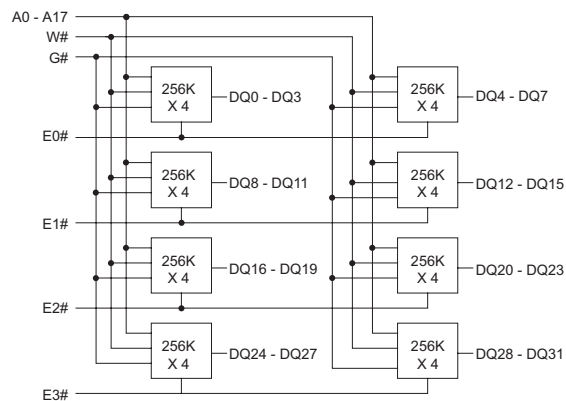 A0 - A17
W#
G#
256K
X 4
DQ0 - DQ3
256K
X 4
DQ4 - DQ7
E0#
256K
X 4
DQ8 - DQ11
256K
X 4
DQ12 - DQ15
E1#
256K
X 4
DQ16 - DQ19
256K
X 4
DQ20 - DQ23
E2#
256K
X 4
DQ24 - DQ27
256K
X 4
DQ28 - DQ31
E3#